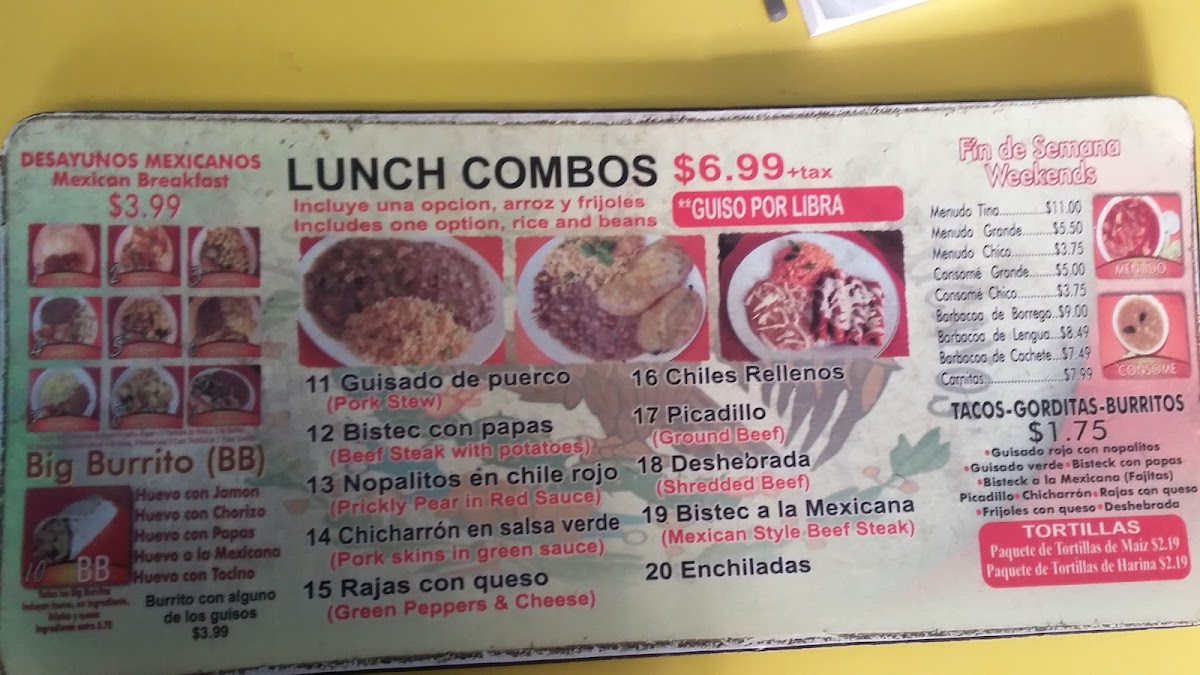 DESAYUNOS MEXICANOS
Mexican Breakfast
$3.99
Big Burrito (BB)
10
BB
Huevo con Jamon
Huevo con Chorizo
Huevo con Papas
Huevo a la Mexicana
Huevo con Tocino
Burrito con alguno
de los guisos
$3.99
LUNCH COMBOS $6.99+tax
Incluye una opcion, arroz y frijoles
Includes one option, rice and beans
**GUISO POR LIBRA
11 Guisado de puerco
(Pork Stew)
12 Bistec con papas
(Beef Steak with potatoes)
13 Nopalitos en chile rojo
(Prickly Pear in Red Sauce)
14 Chicharrón en salsa verde
(Pork skins in green sauce)
15 Rajas con queso
(Green Peppers & Cheese)
16 Chiles Rellenos
17 Picadillo
(Ground Beef)
18 Deshebrada
(Shredded Beef)
19 Bistec a la Mexicana
(Mexican Style Beef Steak)
20 Enchiladas
Fin de Semana
Weekends
Menudo Tina..............$11.00
Menudo Grande.........$5.50
Menudo Chico...........$3.75
Consomé Grande.......$5.00
Consomé Chico..........$3.75
Barbacoa de Borrego..$9.00
Barbacoa de Lengua...$8.49
Barbacoa de Cachete..$7.49
Carnitas......................$7.99
MENUDO
CONSOME
TACOS-GORDITAS-BURRITOS
$1.75
•Guisado rojo con nopalitos
•Guisado verde•Bisteck con papas
•Bisteck a la Mexicana (Fajitas)
Picadillo•Chicharrón•Rajas con queso
•Frijoles con queso•Deshebrada
TORTILLAS
Paquete de Tortillas de Maíz $2.19
Paquete de Tortillas de Harina $2.19